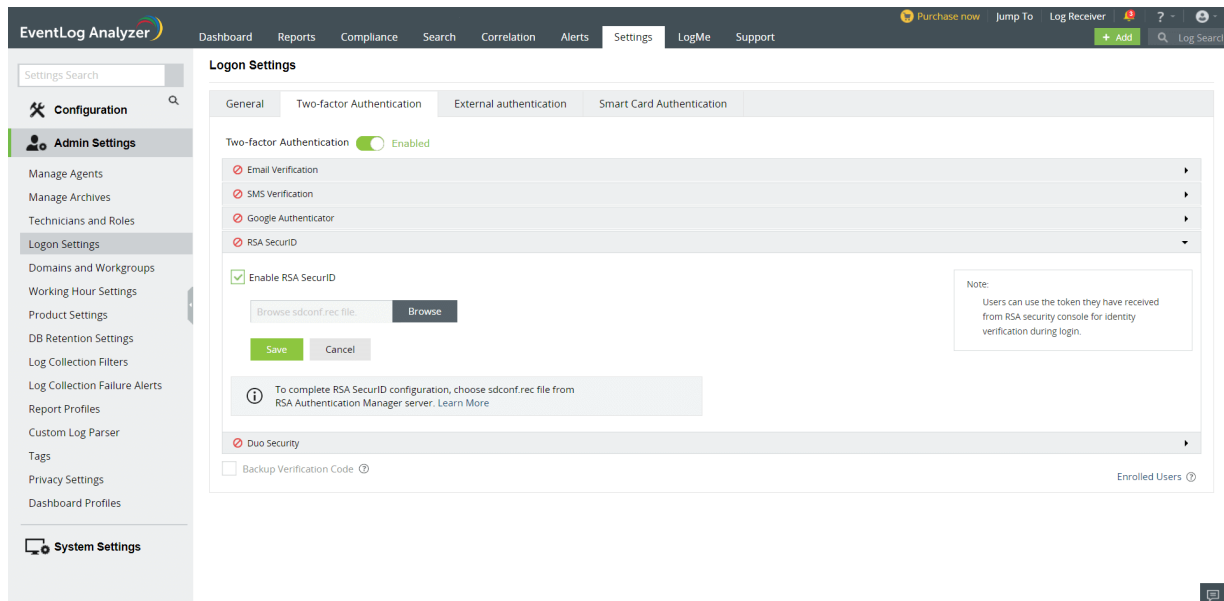 Purchase now
Jump To
Log Receiver
3
?
EventLog Analyzer
Dashboard
Reports
Compliance
Search
Correlation
Alerts
Settings
LogMe
Support
+ Add
Log Search
Settings Search
Configuration
Admin Settings
Manage Agents
Manage Archives
Technicians and Roles
Logon Settings
Domains and Workgroups
Working Hour Settings
Product Settings
DB Retention Settings
Log Collection Filters
Log Collection Failure Alerts
Report Profiles
Custom Log Parser
Tags
Privacy Settings
Dashboard Profiles
System Settings
Logon Settings
General
Two-factor Authentication
External authentication
Smart Card Authentication
Two-factor Authentication
Enabled
Email Verification
SMS Verification
Google Authenticator
RSA SecurID
Enable RSA SecurID
Browse sdconf.rec file.
Browse
Save
Cancel
To complete RSA SecurID configuration, choose sdconf.rec file from
RSA Authentication Manager server. Learn More
Note:
Users can use the token they have received
from RSA security console for identity
verification during login.
Duo Security
Backup Verification Code ?
Enrolled Users ?